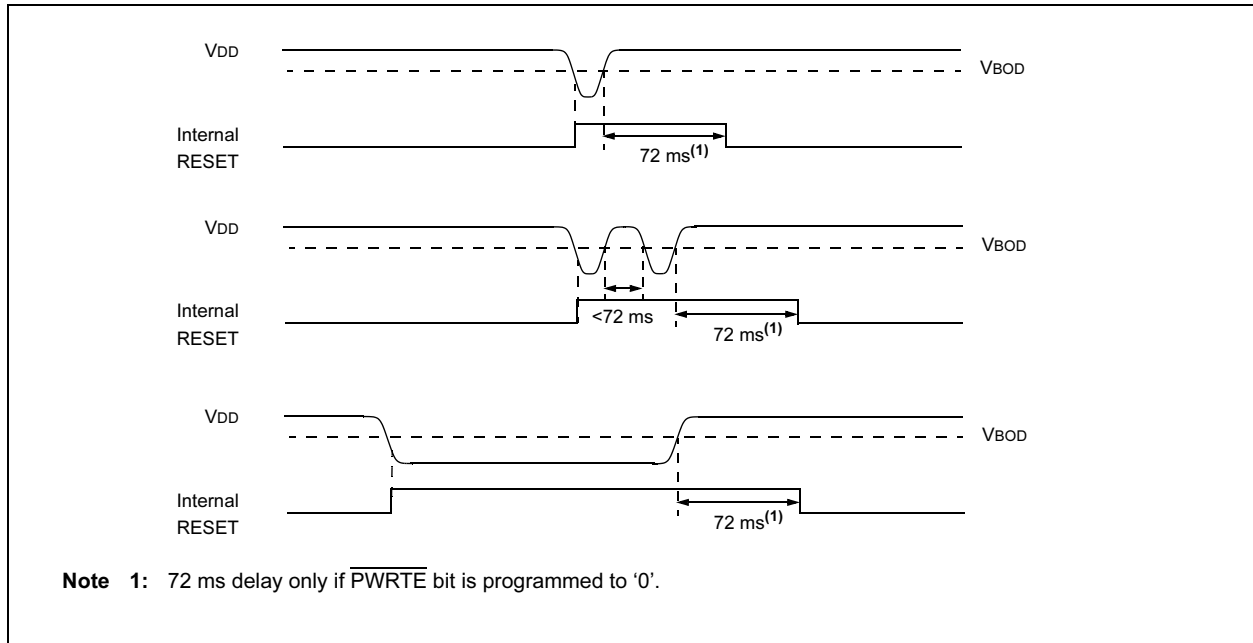 VDD
VBOD
Internal
RESET
72 ms(1)
VDD
VBOD
Internal
RESET
<72 ms
72 ms(1)
VDD
VBOD
Internal
RESET
72 ms(1)
Note 1: 72 ms delay only if PWRTE bit is programmed to ‘0’.